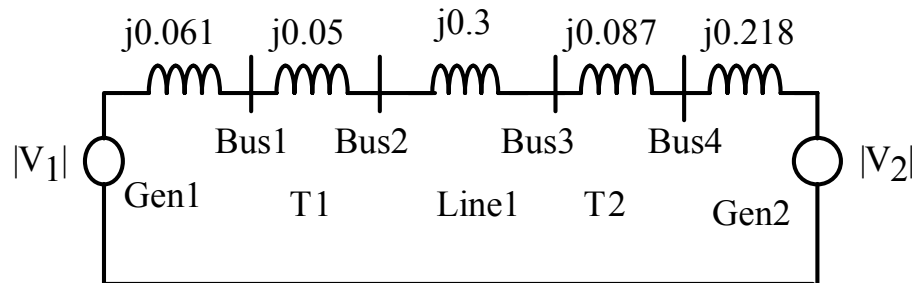 j0.061 j0.05 j0.3 j0.087 j0.218
Bus1 Bus2 Bus3 Bus4
|V1| |V2|
Gen1 T1 Line1 T2 Gen2